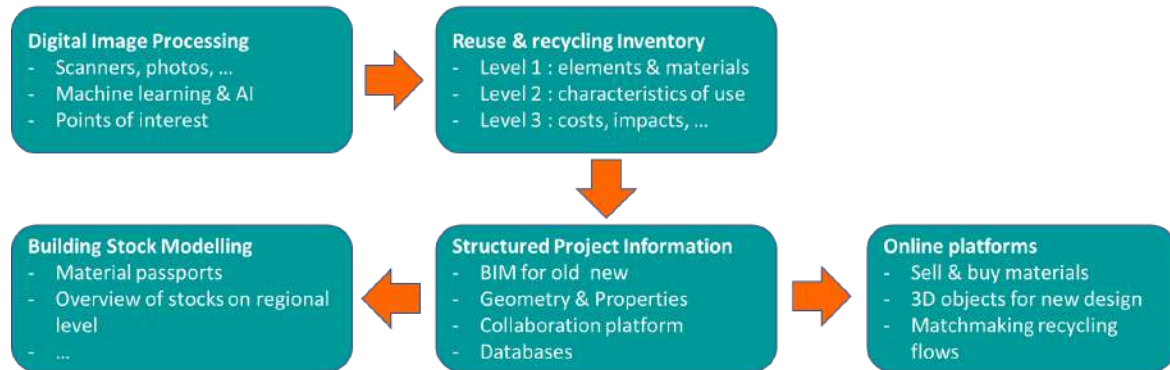 Digital Image Processing
- Scanners, photos, ...
- Machine learning & AI
- Points of interest
Reuse & recycling Inventory
- Level 1 : elements & materials
- Level 2 : characteristics of use
- Level 3 : costs, impacts, ...
Building Stock Modelling
- Material passports
- Overview of stocks on regional
level
- ...
Structured Project Information
- BIM for old new
- Geometry & Properties
- Collaboration platform
- Databases
Online platforms
- Sell & buy materials
- 3D objects for new design
- Matchmaking recycling
flows